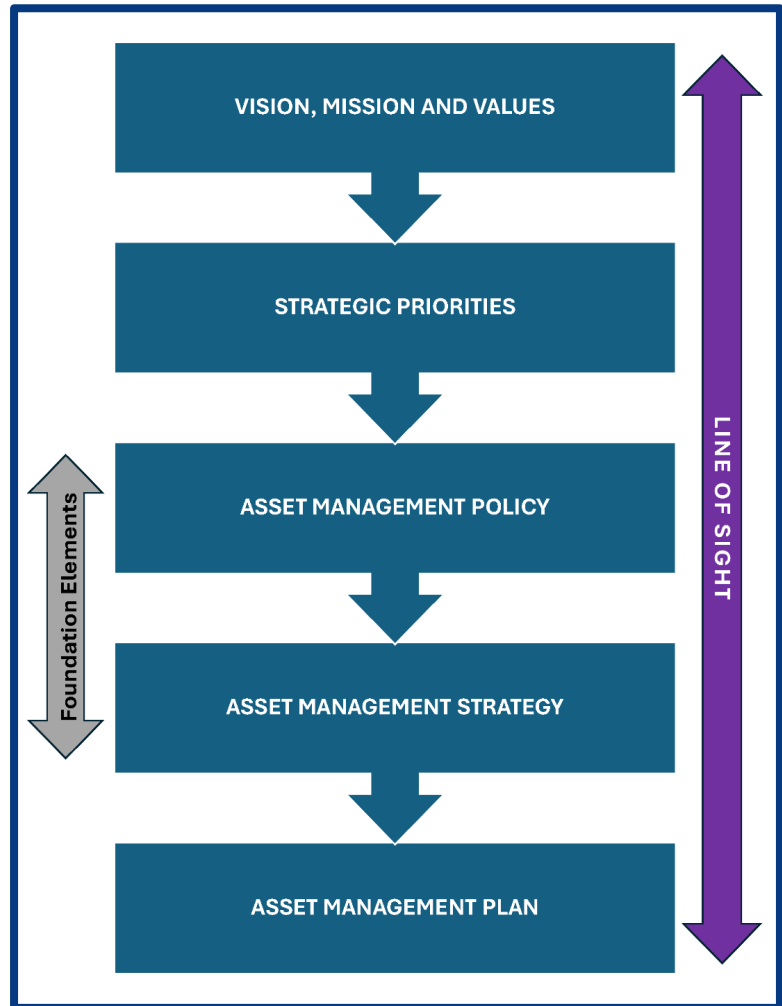 VISION, MISSION AND VALUES
STRATEGIC PRIORITIES
ASSET MANAGEMENT POLICY
ASSET MANAGEMENT STRATEGY
ASSET MANAGEMENT PLAN
Foundation Elements
LINE OF SIGHT